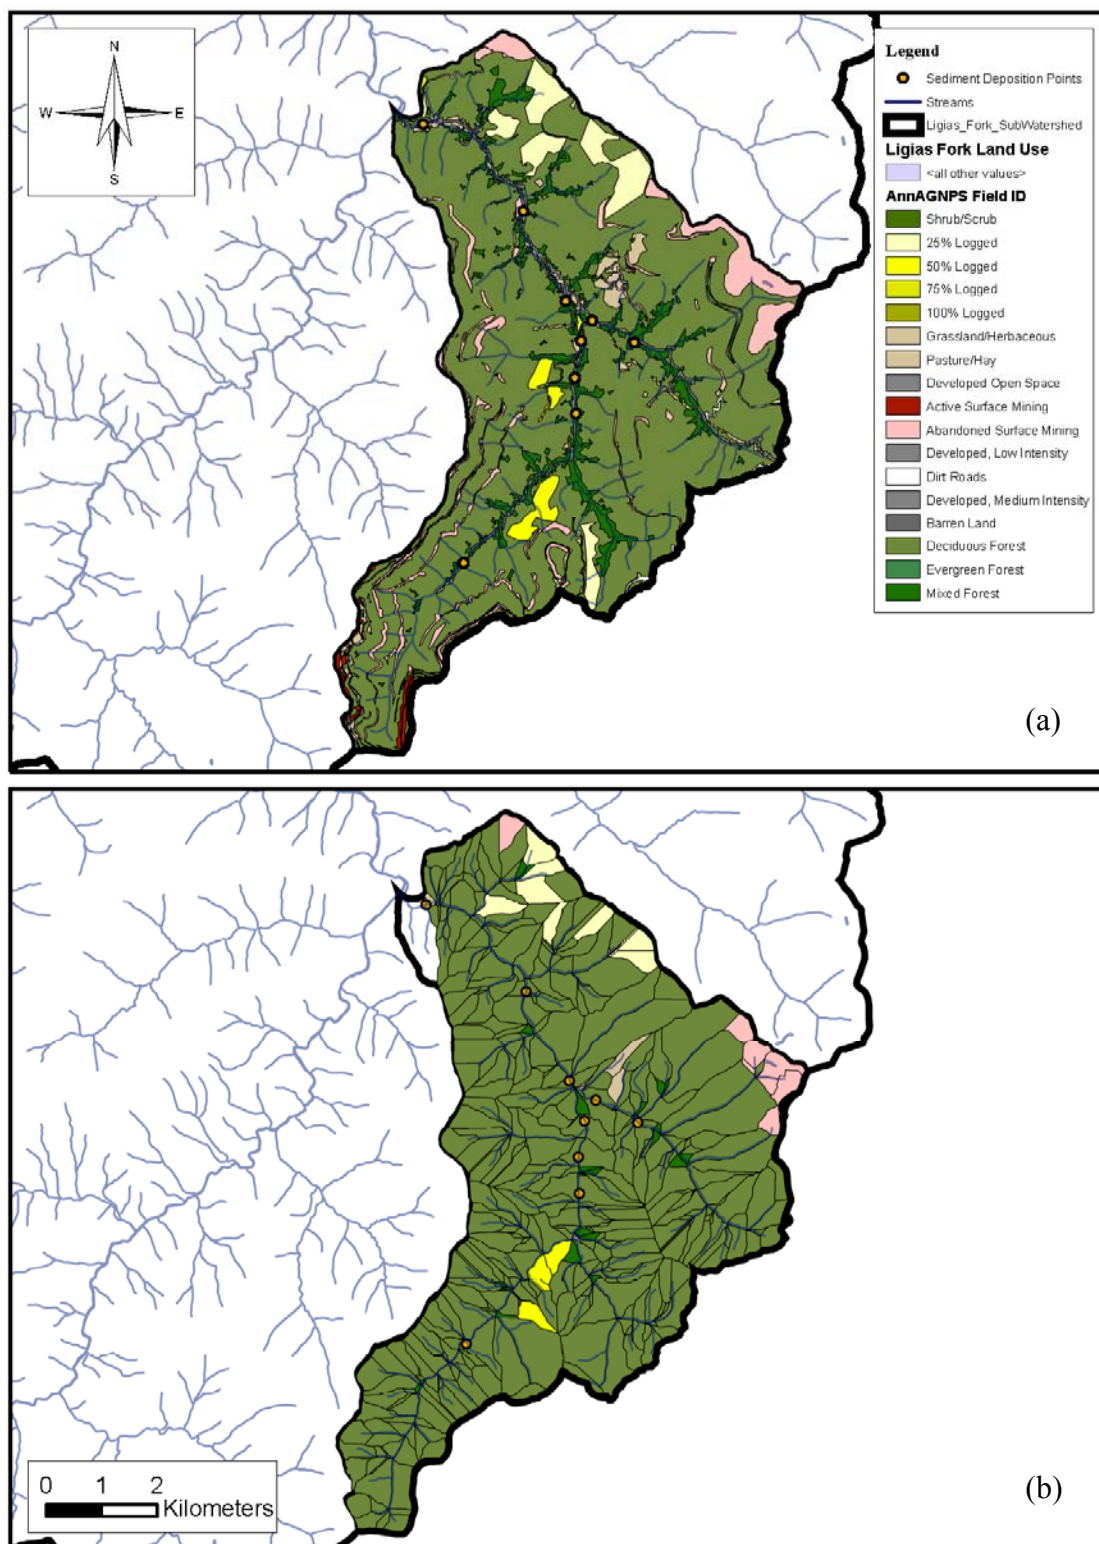 N
W E
S
Legend
Sediment Deposition Points
Streams
Ligias_Fork_SubWatershed
Ligias Fork Land Use
<all other values>
AnnAGNPS Field ID
Shrub/Scrub
25% Logged
50% Logged
75% Logged
100% Logged
Grassland/Herbaceous
Pasture/Hay
Developed Open Space
Active Surface Mining
Abandoned Surface Mining
Developed, Low Intensity
Dirt Roads
Developed, Medium Intensity
Barren Land
Deciduous Forest
Evergreen Forest
Mixed Forest
(a)
0 1 2
Kilometers
(b)